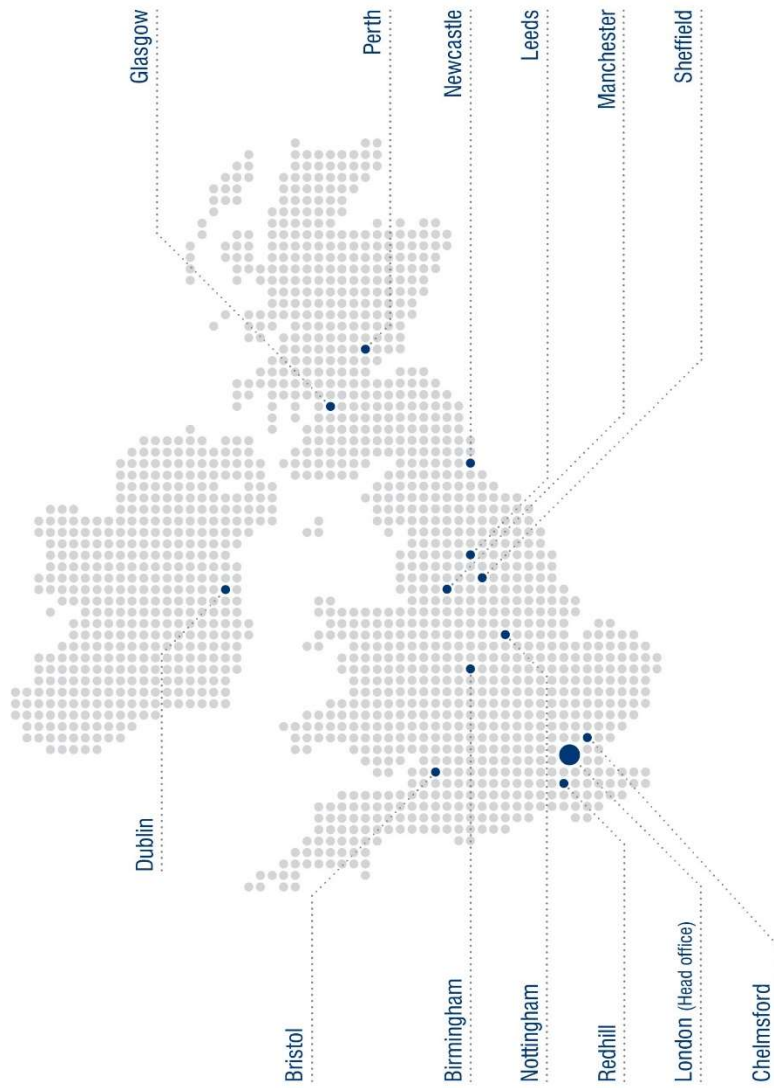 Glasgow
Perth
Newcastle
Leeds
Manchester
Sheffield
Dublin
Bristol
Birmingham
Nottingham
Redhill
London (Head office)
Chelmsford